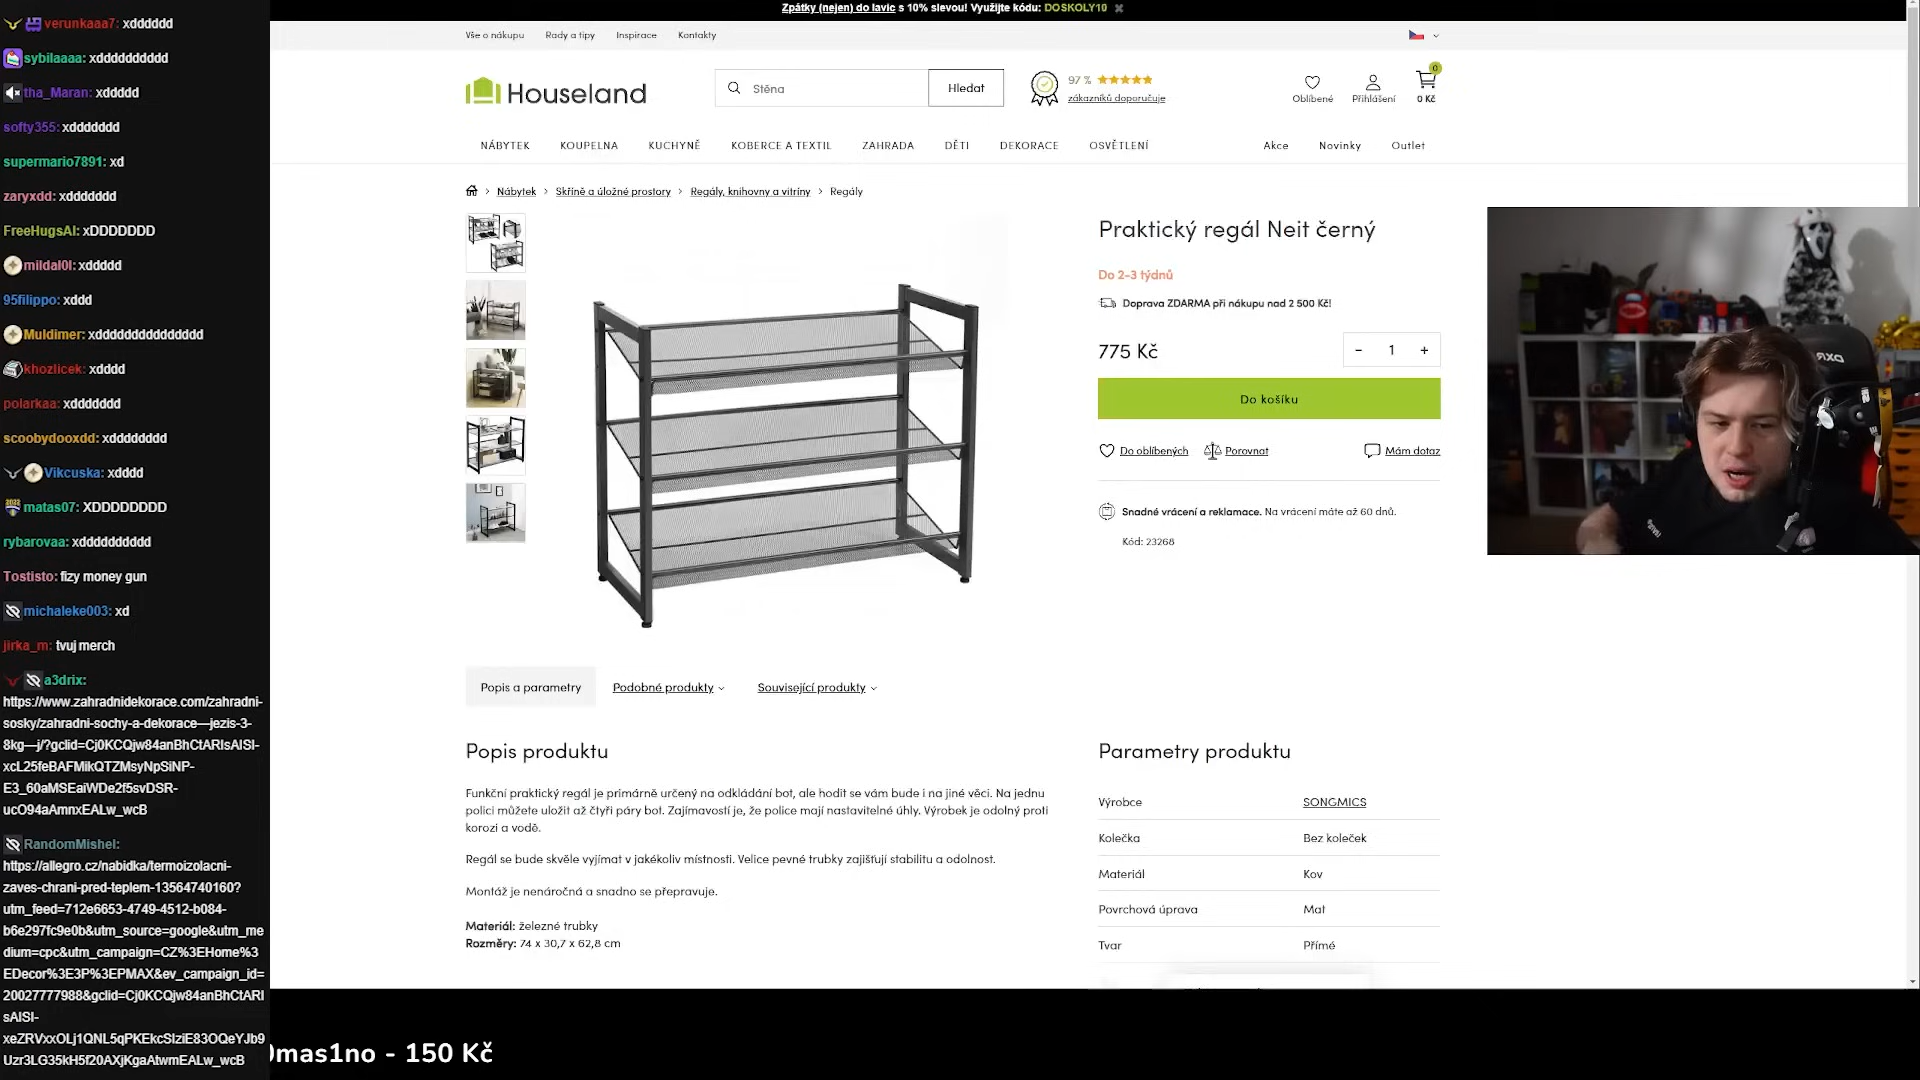 verunkaaa7: xdddddd
sybilaaaa: xdddddddddd
tha_Maran: xddddd
softy355: xddddddd
supermario7891: xd
zaryxdd: xddddddd
FreeHugsAI: xDDDDDDD
xddddd
95filippo: xddd
Muldimer: xddddddddddddddd
khozlicek: xdddd
polarkaa: xddddddd
scoobydooxdd: xdddddddd
Vikcuska: xdddd
matas07: XDDDDDDDD
rybarovaa: xdddddddddd
Tostisto: fizy money gun
michaleke003: xd
jirka_m: tvuj merch
a3drix:
https://www.zahradnidekorace.com/zahradni-
sosky/zahradni-sochy-a-dekorace—jezis-3-
8kg—j/?gclid=Cj0KCQjw84anBhCtARIsAISI-
xcL25feBAFMikQTZMsyNpSiNP-
E3_60aMSEaiWDe2f5svDSR-
ucO94aAmnxEALw_wcB
RandomMishel:
https://allegro.cz/nabidka/termoizolacni-
zaves-chrani-pred-teplem-13564740160?
utm_feed=712e6653-4749-4512-b084-
b6e297fc9e0b&utm_source=google&utm_me
dium=cpc&utm_campaign=CZ%3EHome%3
EDecor%3E3P%3EPMAX&ev_campaign_id=
20027777988&gclid=Cj0KCQjw84anBhCtARI
sAISI-
xeZRVxxOLj1QNL5qPKEkcSIziE83OQeYJb9
Uzr3LG35kH5f20AXjKgaAtwmEALw_wcB
Zpátky (nejen) do lavic s 10% slevou! Využijte kódu: DOSKOLY10
Vše o nákupu Rady a tipy Inspirace Kontakty
Houseland
Stěna Hledat
97 %
zákazníků doporučuje
0
Oblíbené Přihlášení 0 Kč
NÁBYTEK KOUPELNA KUCHYNĚ KOBERCE A TEXTIL ZAHRADA DĚTI DEKORACE OSVĚTLENÍ Akce Novinky Outlet
Nábytek > Skříně a úložné prostory > Regály, knihovny a vitríny > Regály
Praktický regál Neit černý
Do 2-3 týdnů
Doprava ZDARMA při nákupu nad 2 500 Kč!
775 Kč - 1 +
Do košíku
Do oblíbených Porovnat Mám dotaz
Snadné vrácení a reklamace. Na vrácení máte až 60 dnů.
Kód: 23268
Popis a parametry Podobné produkty Související produkty
Popis produktu
Funkční praktický regál je primárně určený na odkládání bot, ale hodit se vám bude i na jiné věci. Na jednu
polici můžete uložit až čtyři páry bot. Zajímavostí je, že police mají nastavitelné úhly. Výrobek je odolný proti
korozi a vodě.
Regál se bude skvěle vyjímat v jakékoliv místnosti. Velice pevné trubky zajišťují stabilitu a odolnost.
Montáž je nenáročná a snadno se přepravuje.
Materiál: železné trubky
Rozměry: 74 x 30,7 x 62,8 cm
Parametry produktu
Výrobce SONGMICS
Kolečka Bez koleček
Materiál Kov
Povrchová úprava Mat
Tvar Přímé
mas1no - 150 Kč